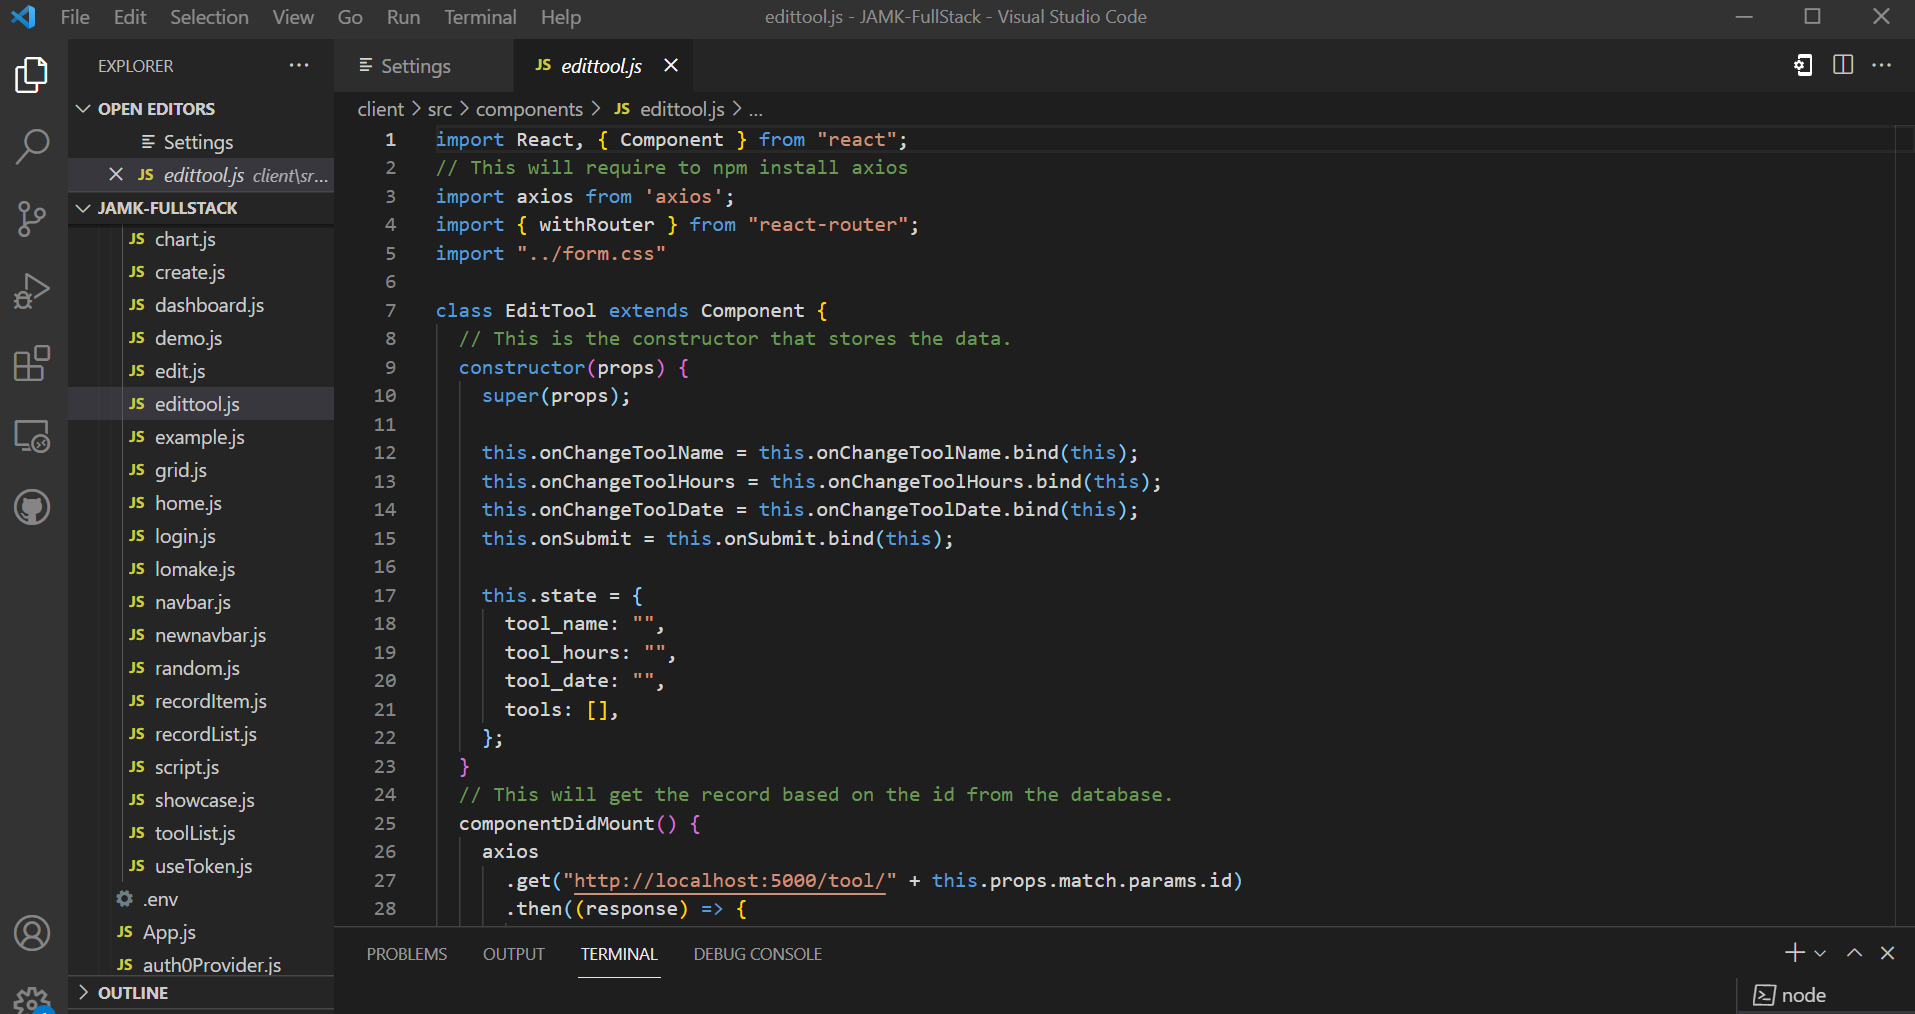 File Edit Selection View Go Run Terminal Help edittool.js - JAMK-FullStack - Visual Studio Code
EXPLORER
OPEN EDITORS
Settings
JS edittool.js client\sr...
JAMK-FULLSTACK
JS chart.js
JS create.js
JS dashboard.js
JS demo.js
JS edit.js
JS edittool.js
JS example.js
JS grid.js
JS home.js
JS login.js
JS lomake.js
JS navbar.js
JS newnavbar.js
JS random.js
JS recordItem.js
JS recordList.js
JS script.js
JS showcase.js
JS toolList.js
JS useToken.js
.env
JS App.js
JS auth0Provider.js
OUTLINE
Settings JS edittool.js
client > src > components > JS edittool.js > ...
1 import React, { Component } from "react";
2 // This will require to npm install axios
3 import axios from 'axios';
4 import { withRouter } from "react-router";
5 import "../form.css"
6
7 class EditTool extends Component {
8 // This is the constructor that stores the data.
9 constructor(props) {
10 super(props);
11
12 this.onChangeToolName = this.onChangeToolName.bind(this);
13 this.onChangeToolHours = this.onChangeToolHours.bind(this);
14 this.onChangeToolDate = this.onChangeToolDate.bind(this);
15 this.onSubmit = this.onSubmit.bind(this);
16
17 this.state = {
18 tool_name: "",
19 tool_hours: "",
20 tool_date: "",
21 tools: [],
22 };
23 }
24 // This will get the record based on the id from the database.
25 componentDidMount() {
26 axios
27 .get("http://localhost:5000/tool/" + this.props.match.params.id)
28 .then((response) => {
PROBLEMS OUTPUT TERMINAL DEBUG CONSOLE
node